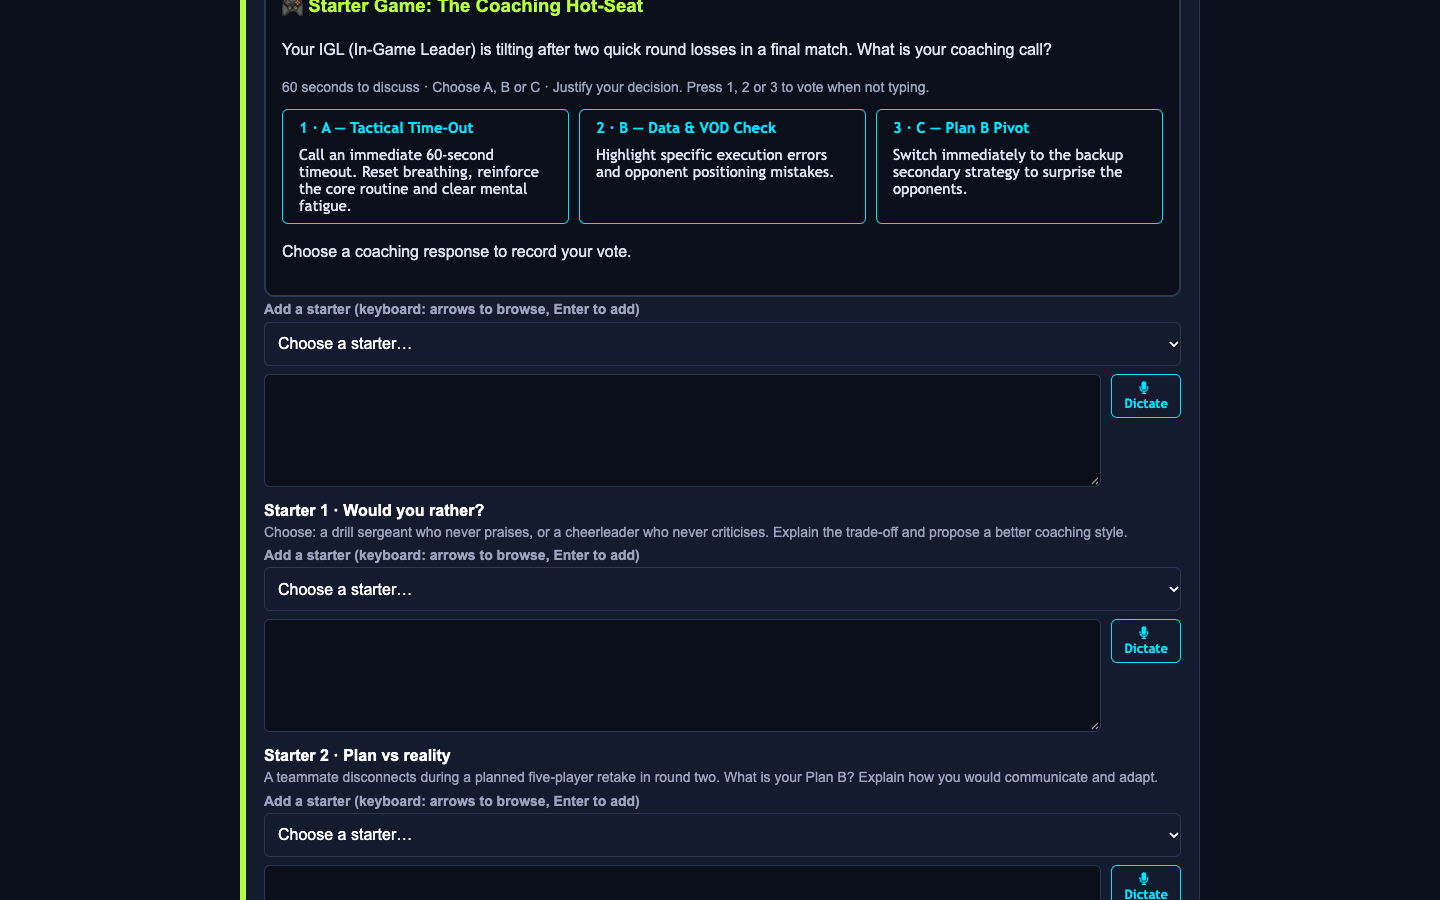 Starter Game: The Coaching Hot-Seat
Your IGL (In-Game Leader) is tilting after two quick round losses in a final match. What is your coaching call?
60 seconds to discuss · Choose A, B or C · Justify your decision. Press 1, 2 or 3 to vote when not typing.
1 · A — Tactical Time-Out
Call an immediate 60-second
timeout. Reset breathing, reinforce
the core routine and clear mental
fatigue.
2 · B — Data & VOD Check
Highlight specific execution errors
and opponent positioning mistakes.
3 · C — Plan B Pivot
Switch immediately to the backup
secondary strategy to surprise the
opponents.
Choose a coaching response to record your vote.
Add a starter (keyboard: arrows to browse, Enter to add)
Choose a starter…
Dictate
Starter 1 · Would you rather?
Choose: a drill sergeant who never praises, or a cheerleader who never criticises. Explain the trade-off and propose a better coaching style.
Add a starter (keyboard: arrows to browse, Enter to add)
Choose a starter…
Dictate
Starter 2 · Plan vs reality
A teammate disconnects during a planned five-player retake in round two. What is your Plan B? Explain how you would communicate and adapt.
Add a starter (keyboard: arrows to browse, Enter to add)
Choose a starter…
Dictate